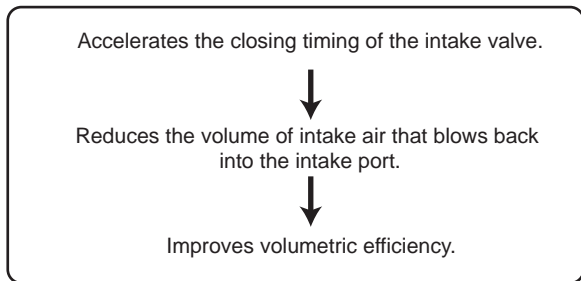 Accelerates the closing timing of the intake valve.
Reduces the volume of intake air that blows back
into the intake port.
Improves volumetric efficiency.